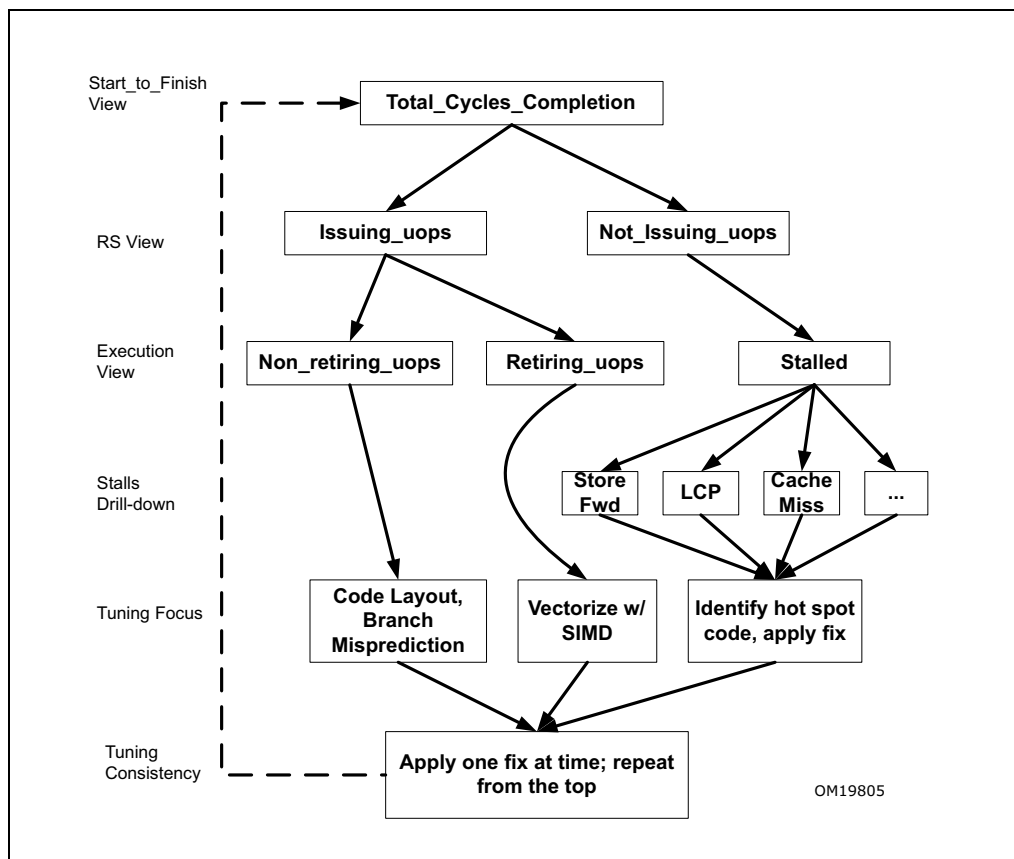 Start_to_Finish
View
Total_Cycles_Completion
RS View
Issuing_uops
Not_Issuing_uops
Execution
View
Non_retiring_uops
Retiring_uops
Stalled
Stalls
Drill-down
Store
Fwd
LCP
Cache
Miss
...
Tuning Focus
Code Layout,
Branch
Misprediction
Vectorize w/
SIMD
Identify hot spot
code, apply fix
Tuning
Consistency
Apply one fix at time; repeat
from the top
OM19805